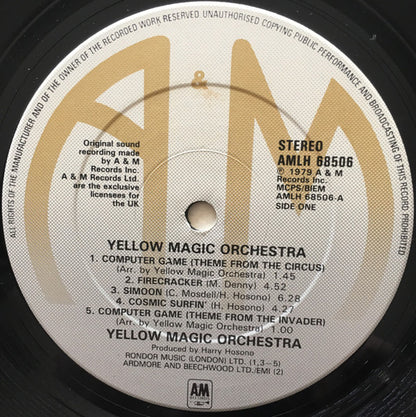 ALL RIGHTS OF THE MANUFACTURER AND OF THE OWNER OF THE RECORDED WORK RESERVED. UNAUTHORISED COPYING PUBLIC PERFORMANCE AND BROADCASTING OF THIS RECORD PROHIBITED
A & M
Original sound
recording made
by A & M
Records Inc.
A & M Records Ltd.
are the exclusive
licensees for
the UK
STEREO
AMLH 68506
℗ 1979 A & M
Records Inc.
MCPS/BIEM
AMLH 68506-A
SIDE ONE
YELLOW MAGIC ORCHESTRA
1. COMPUTER GAME (THEME FROM THE CIRCUS)
(Arr. by Yellow Magic Orchestra) 1.45
2. FIRECRACKER (M. Denny) 4.52
3. SIMOON (C. Mosdell/H. Hosono) 6.28
4. COSMIC SURFIN' (H. Hosono) 4.27
5. COMPUTER GAME (THEME FROM THE INVADER)
(Arr. by Yellow Magic Orchestra) 1.00
YELLOW MAGIC ORCHESTRA
Produced by Harry Hosono
RONDOR MUSIC (LONDON) LTD. (1,3–5)
ARDMORE AND BEECHWOOD LTD./EMI (2)
AM
RECORDS